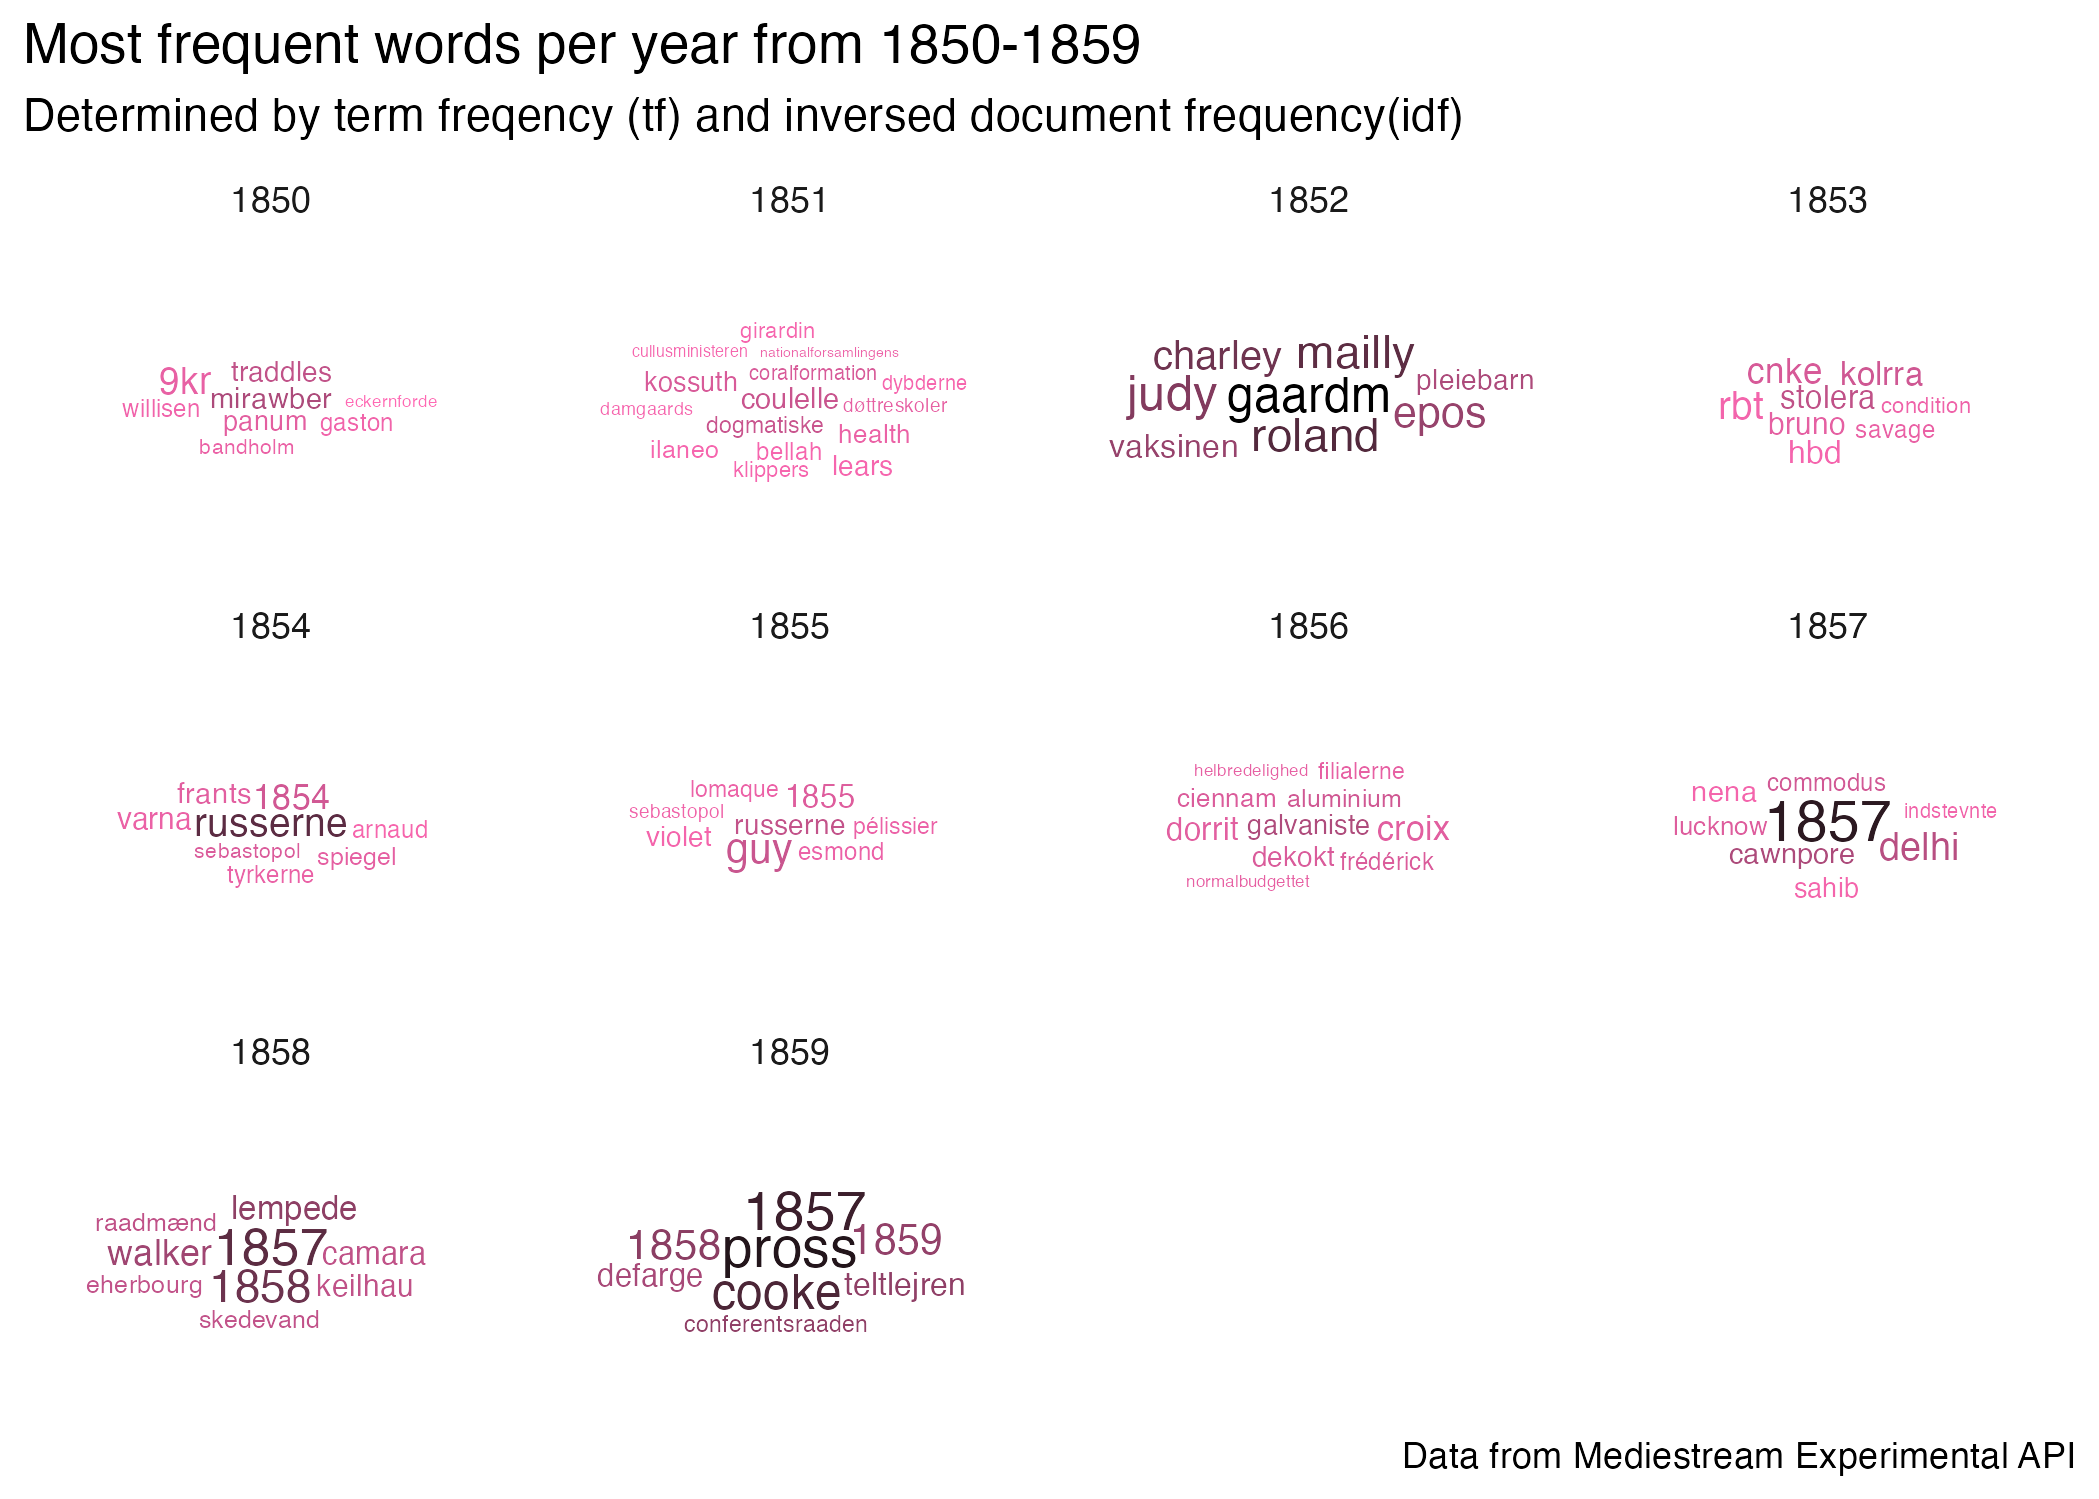 Most frequent words per year from 1850-1859
Determined by term freqency (tf) and inversed document frequency(idf)
1850
9kr traddles
mirawber eckernforde
willisen panum gaston
bandholm
1851
girardin
cullusministeren nationalforsamlingens
kossuth coralformation dybderne
damgaards coulelle døttreskoler
dogmatiske health
ilaneo bellah
klippers lears
1852
charley mailly
judy gaardm pleiebarn
epos
vaksinen roland
1853
cnke kolrra
rbt stolera condition
bruno savage
hbd
1854
frants 1854
varna russerne arnaud
sebastopol spiegel
tyrkerne
1855
lomaque 1855
sebastopol
violet russerne pélissier
guy esmond
1856
helbredelighed filialerne
ciennam aluminium
dorrit galvaniste croix
dekokt frédérick
normalbudgettet
1857
nena commodus
lucknow 1857 indstevnte
cawnpore delhi
sahib
1858
raadmænd lempede
walker 1857 camara
eherbourg 1858 keilhau
skedevand
1859
1857
1858 pross 1859
defarge cooke teltlejren
conferentsraaden
Data from Mediestream Experimental API